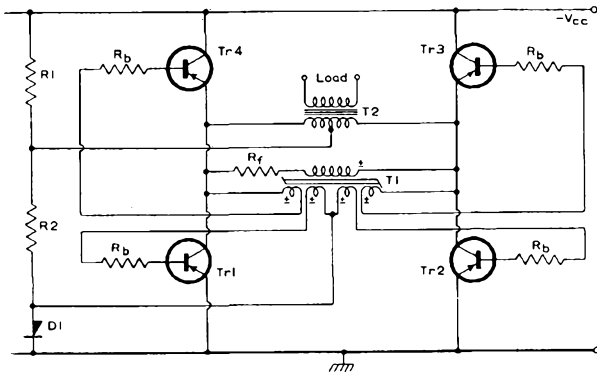 −Vcc
R1
Rb
Tr4
Load
T2
Tr3
Rb
Rf
±
T1
±
±
±
±
R2
Rb
Tr1
Tr2
Rb
D1